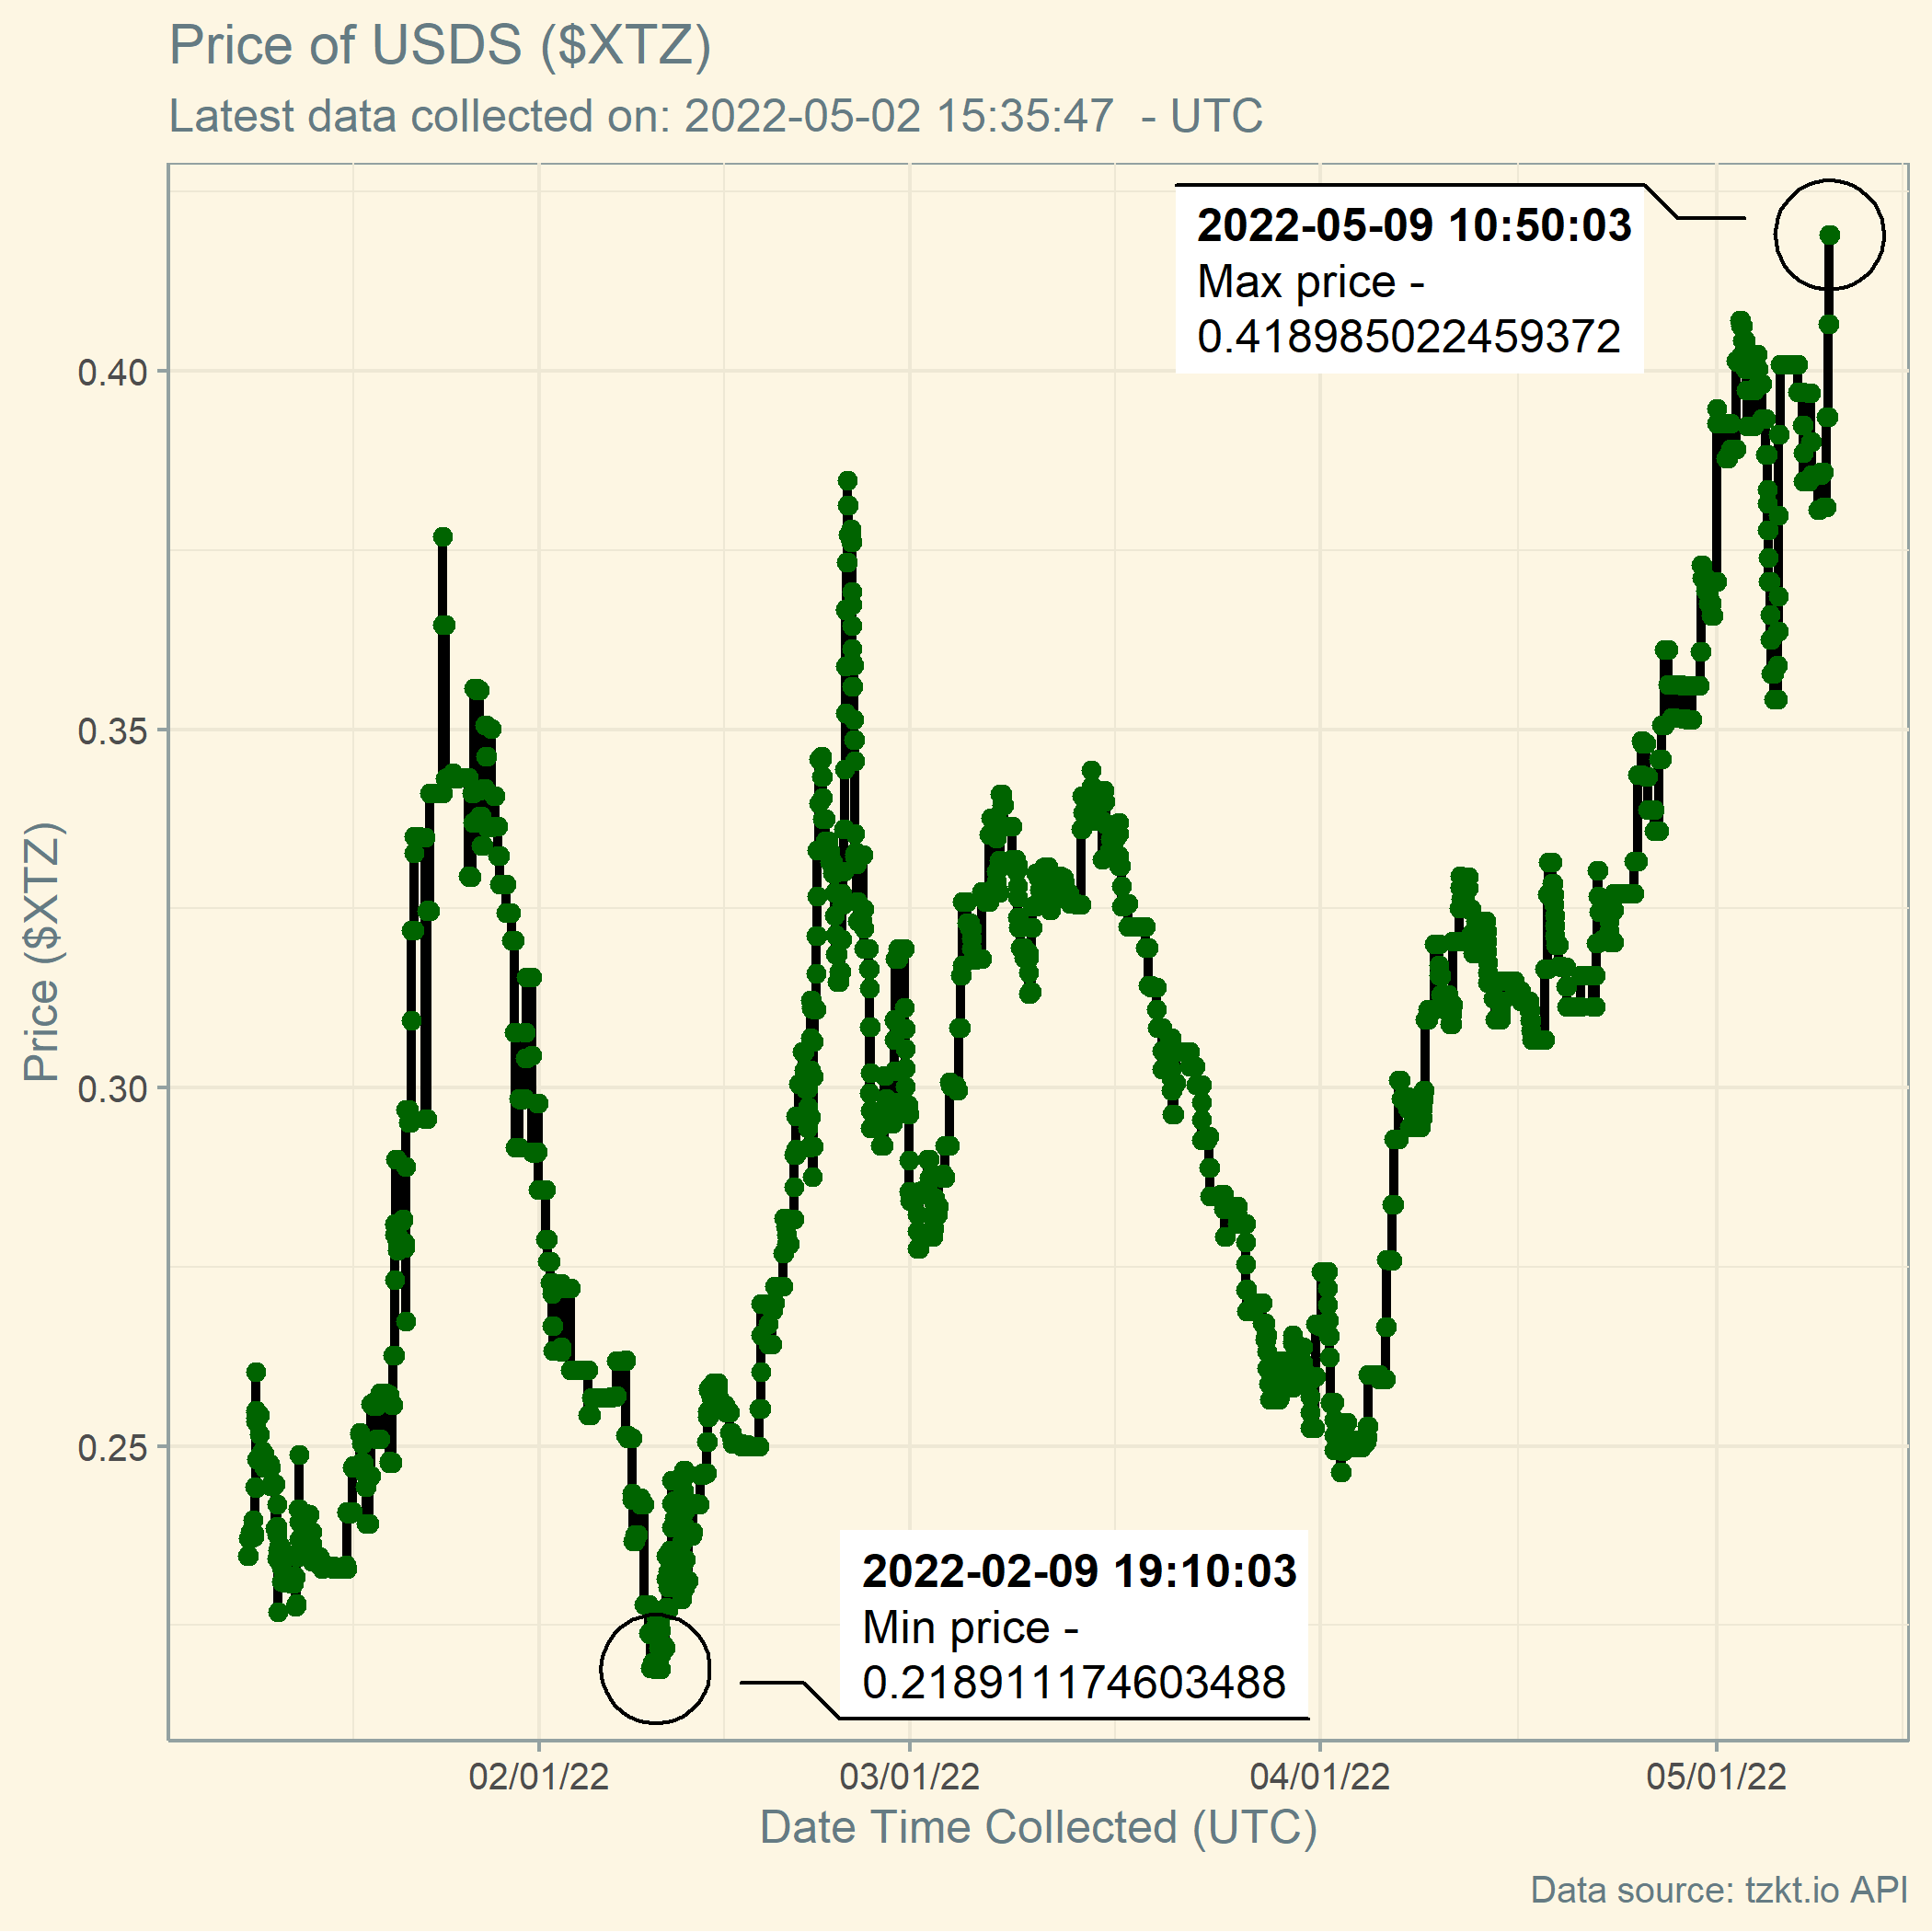 Price of USDS ($XTZ)
Latest data collected on: 2022-05-02 15:35:47  - UTC
2022-05-09 10:50:03
Max price -
0.418985022459372
0.40
0.35
Price ($XTZ)
0.30
0.25
2022-02-09 19:10:03
Min price -
0.218911174603488
02/01/22
03/01/22
04/01/22
05/01/22
Date Time Collected (UTC)
Data source: tzkt.io API